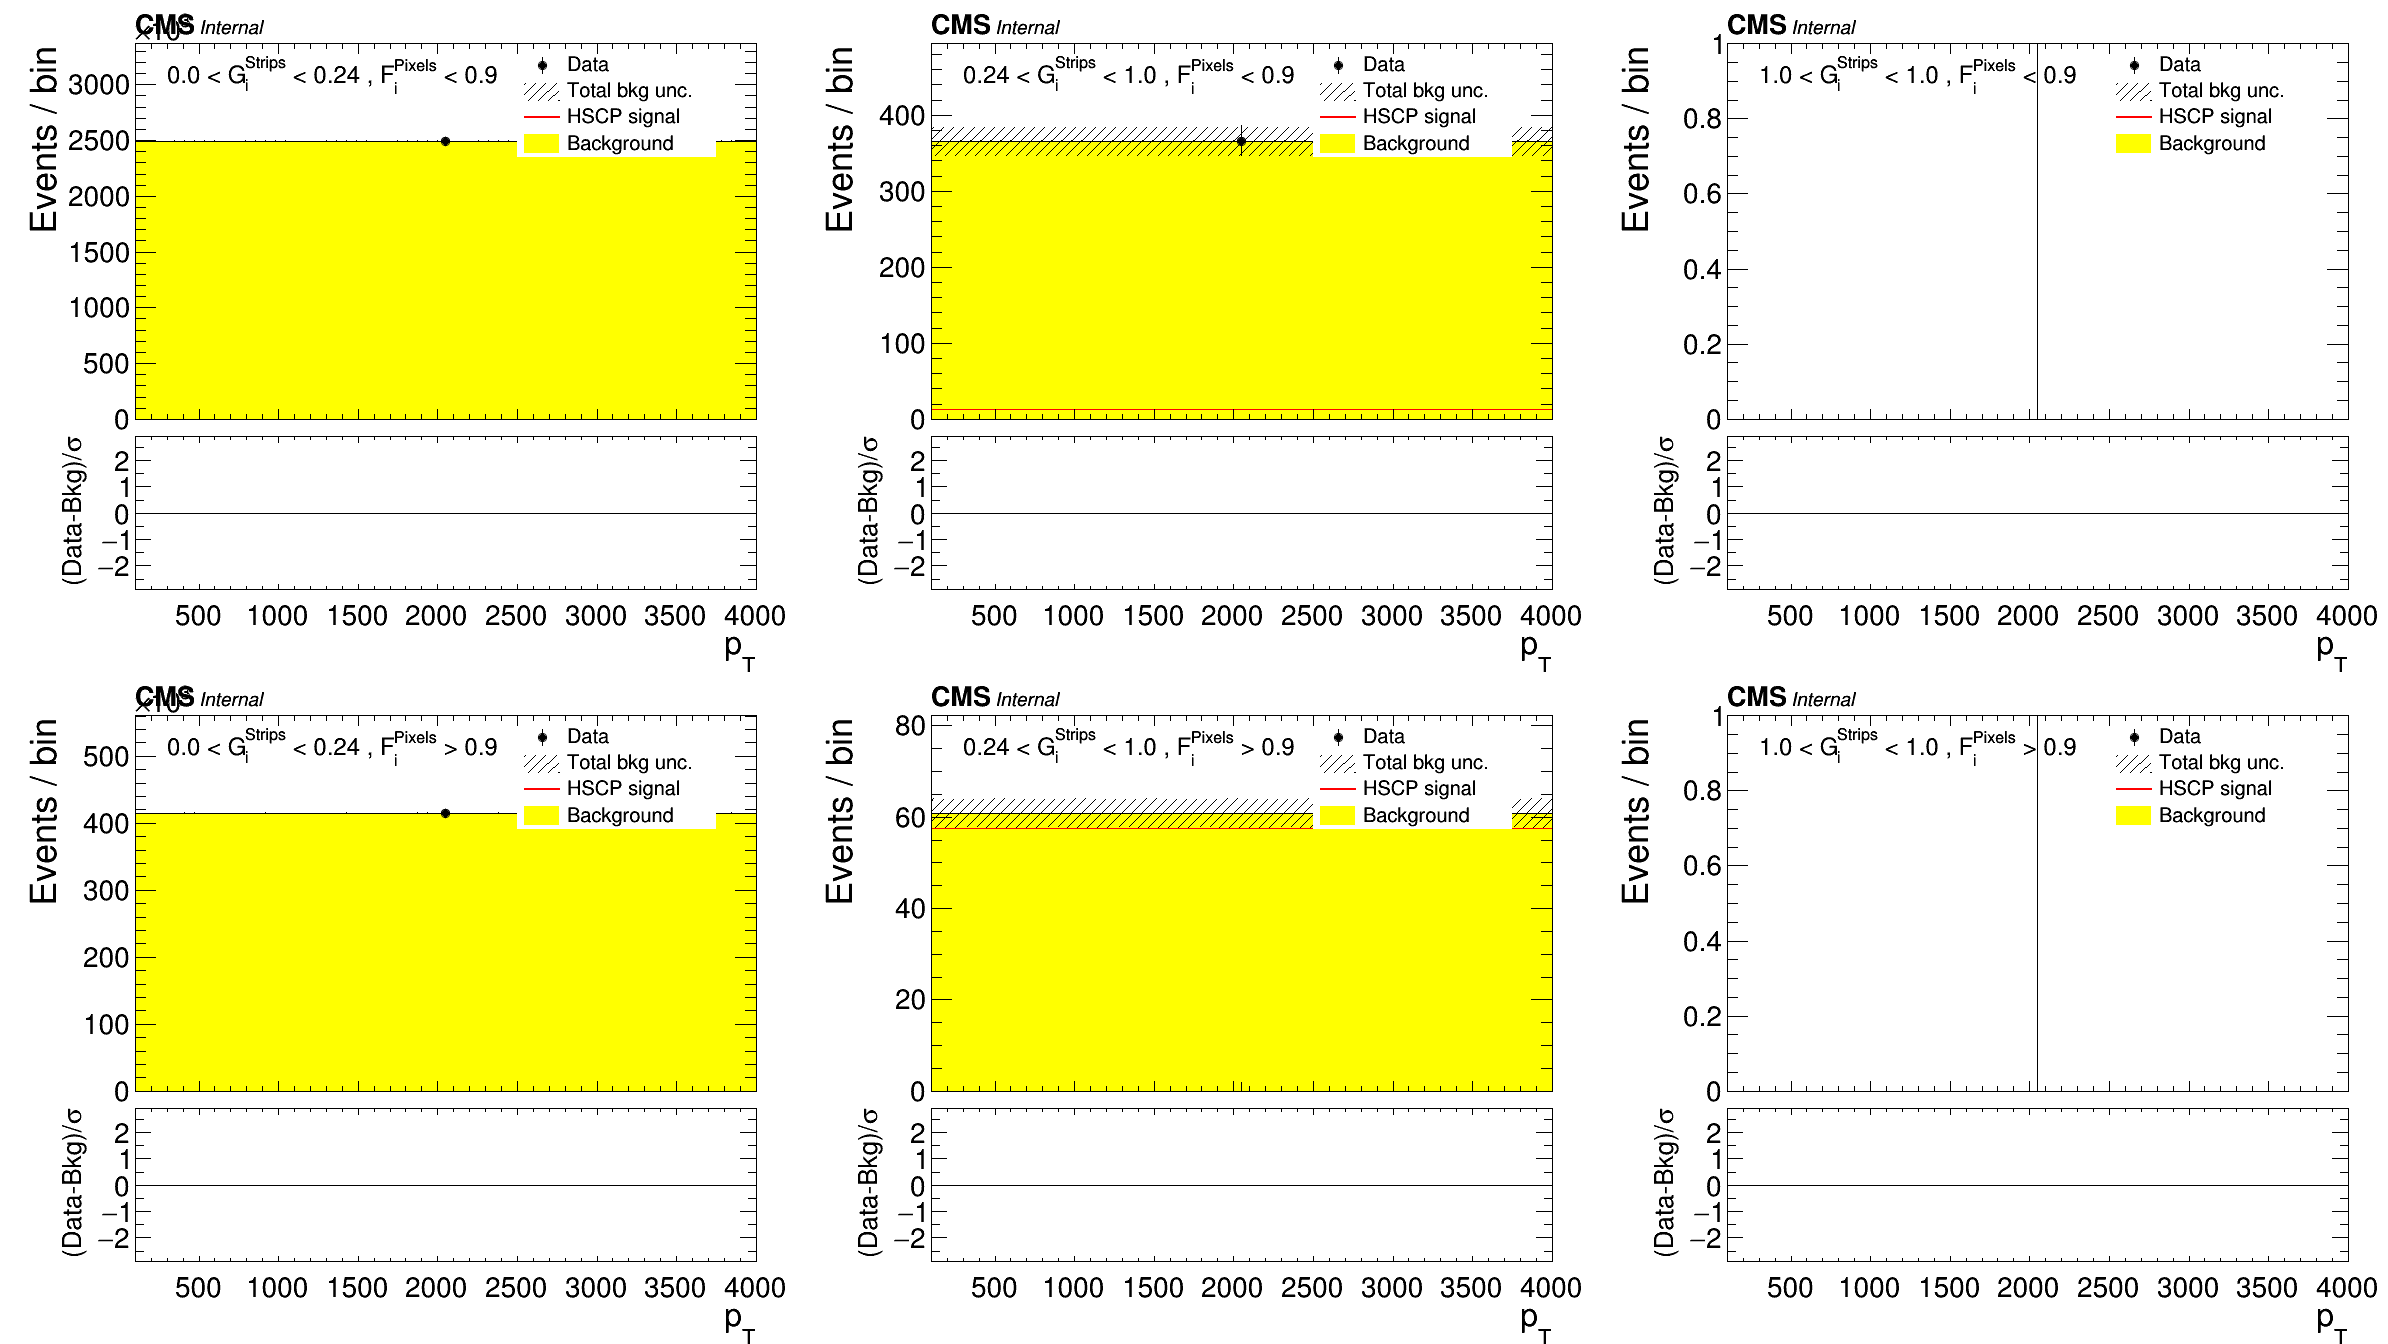 CMS Internal
Events / bin
0.0 < G_i^Strips < 0.24 , F_i^Pixels < 0.9
Data
Total bkg unc.
HSCP signal
Background
3000
2500
2000
1500
1000
500
0
(Data-Bkg)/σ
2
1
0
−1
−2
500 1000 1500 2000 2500 3000 3500 4000
p_T
CMS Internal
Events / bin
0.24 < G_i^Strips < 1.0 , F_i^Pixels < 0.9
Data
Total bkg unc.
HSCP signal
Background
400
300
200
100
0
(Data-Bkg)/σ
2
1
0
−1
−2
500 1000 1500 2000 2500 3000 3500 4000
p_T
CMS Internal
Events / bin
1.0 < G_i^Strips < 1.0 , F_i^Pixels < 0.9
Data
Total bkg unc.
HSCP signal
Background
1
0.8
0.6
0.4
0.2
0
(Data-Bkg)/σ
2
1
0
−1
−2
500 1000 1500 2000 2500 3000 3500 4000
p_T
CMS Internal
Events / bin
0.0 < G_i^Strips < 0.24 , F_i^Pixels > 0.9
Data
Total bkg unc.
HSCP signal
Background
500
400
300
200
100
0
(Data-Bkg)/σ
2
1
0
−1
−2
500 1000 1500 2000 2500 3000 3500 4000
p_T
CMS Internal
Events / bin
0.24 < G_i^Strips < 1.0 , F_i^Pixels > 0.9
Data
Total bkg unc.
HSCP signal
Background
80
60
40
20
0
(Data-Bkg)/σ
2
1
0
−1
−2
500 1000 1500 2000 2500 3000 3500 4000
p_T
CMS Internal
Events / bin
1.0 < G_i^Strips < 1.0 , F_i^Pixels > 0.9
Data
Total bkg unc.
HSCP signal
Background
1
0.8
0.6
0.4
0.2
0
(Data-Bkg)/σ
2
1
0
−1
−2
500 1000 1500 2000 2500 3000 3500 4000
p_T